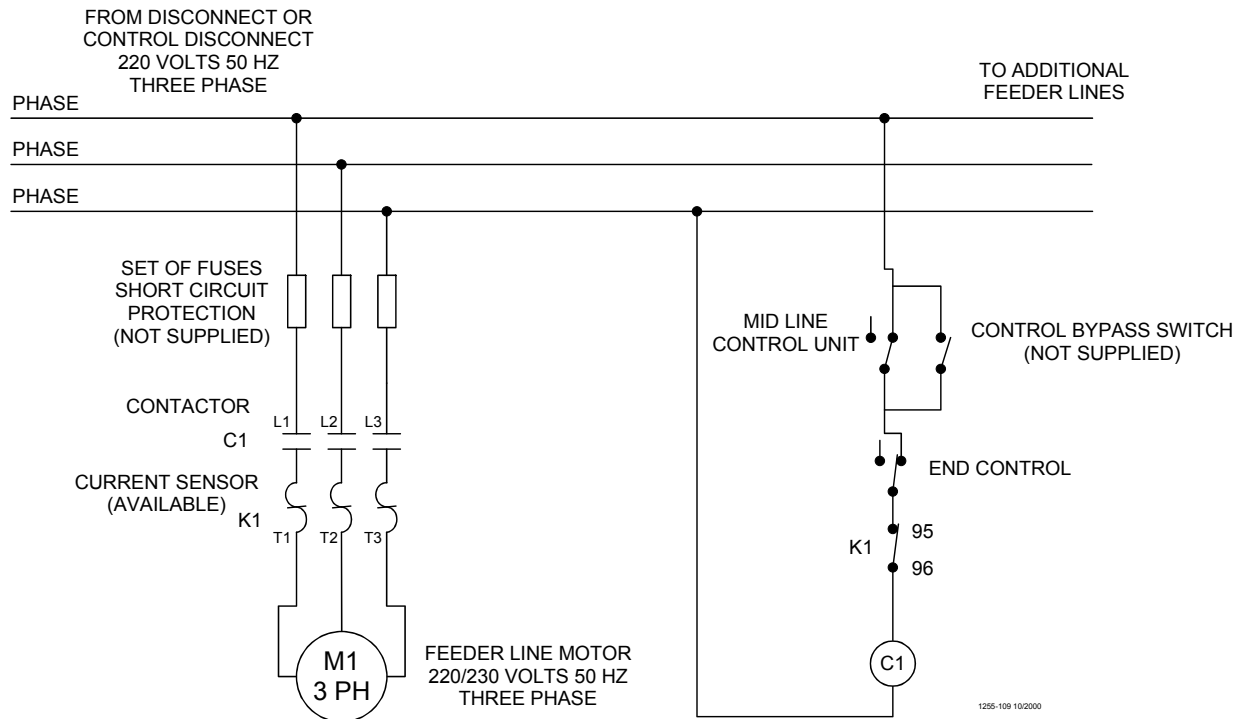 FROM DISCONNECT OR
CONTROL DISCONNECT
220 VOLTS 50 HZ
THREE PHASE
TO ADDITIONAL
FEEDER LINES
PHASE
PHASE
PHASE
SET OF FUSES
SHORT CIRCUIT
PROTECTION
(NOT SUPPLIED)
MID LINE
CONTROL UNIT
CONTROL BYPASS SWITCH
(NOT SUPPLIED)
CONTACTOR
C1
L1
L2
L3
END CONTROL
CURRENT SENSOR
(AVAILABLE)
K1
T1
T2
T3
K1
95
96
M1
3 PH
FEEDER LINE MOTOR
220/230 VOLTS 50 HZ
THREE PHASE
C1
1255-109 10/2000